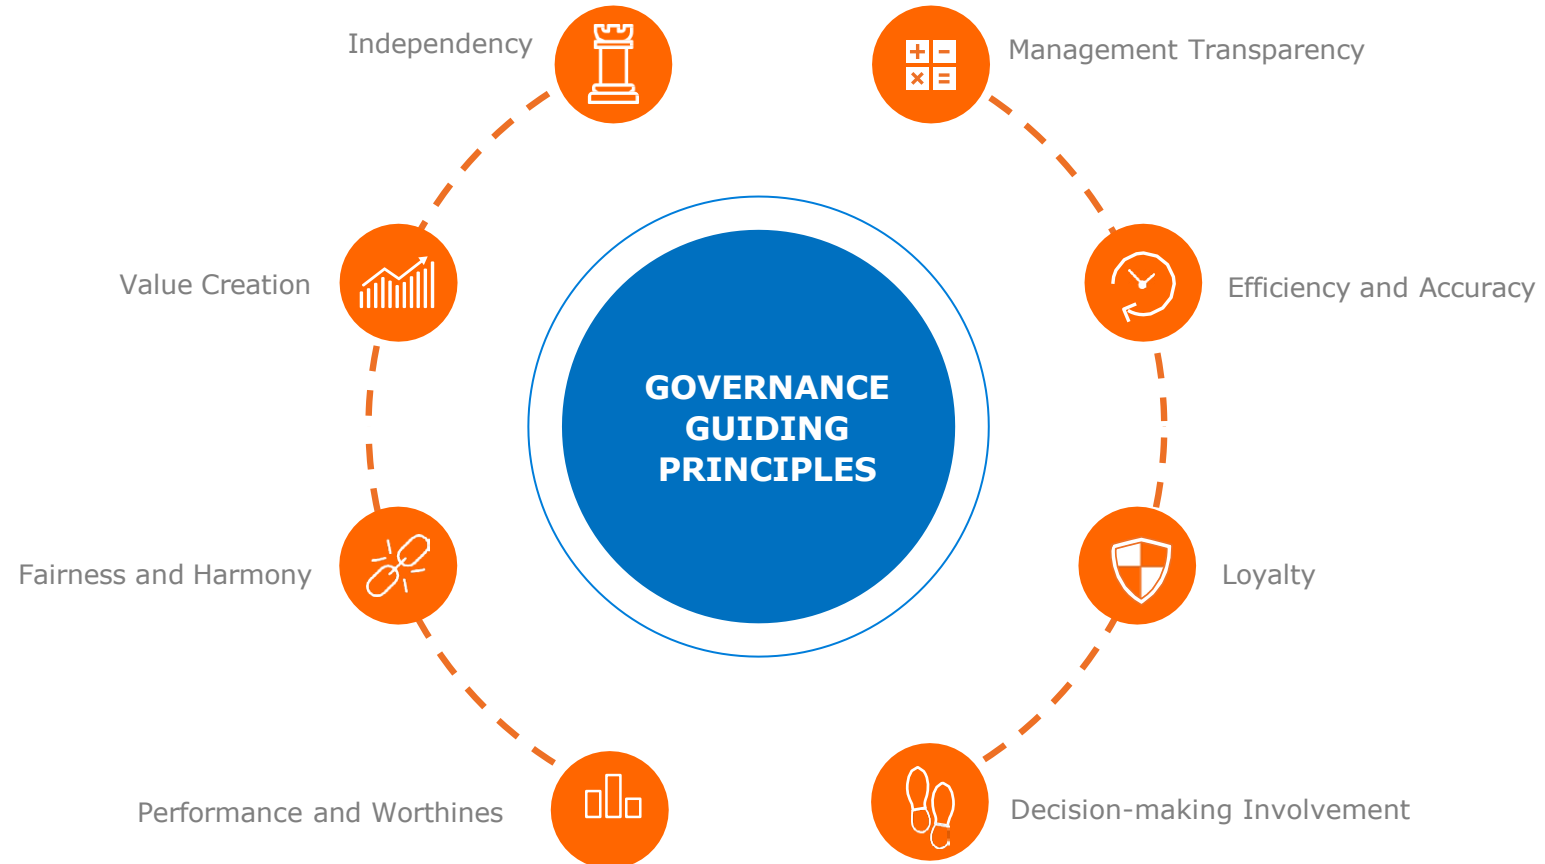 Independency
Management Transparency
Value Creation
Efficiency and Accuracy
GOVERNANCE
GUIDING
PRINCIPLES
Fairness and Harmony
Loyalty
Performance and Worthines
Decision-making Involvement